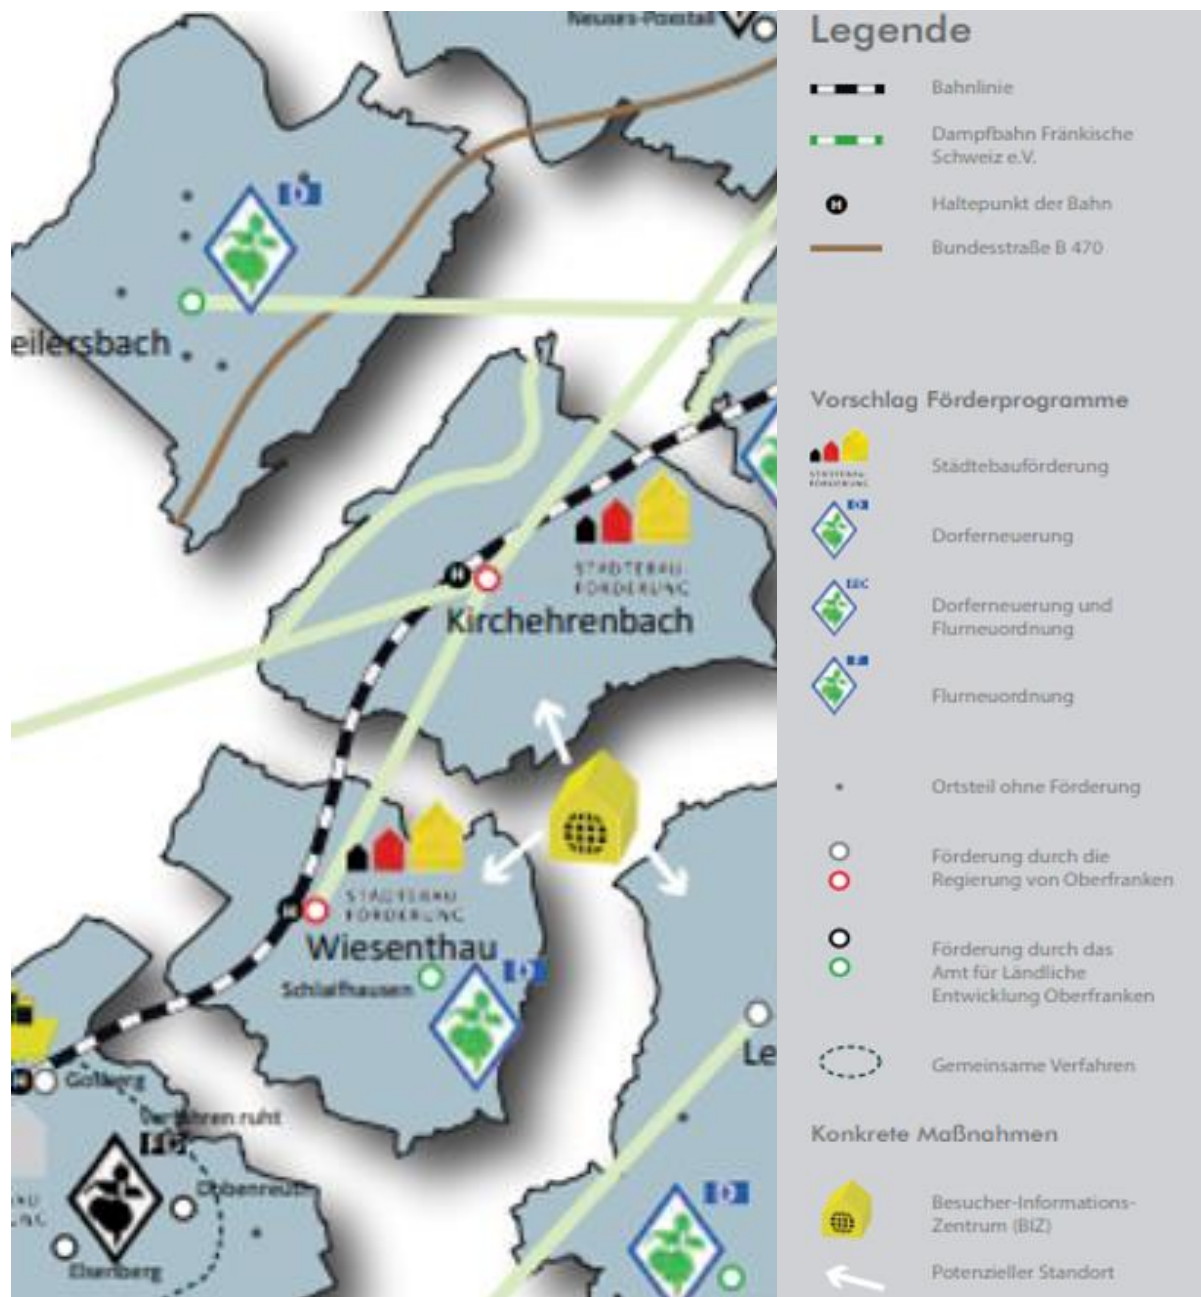 Neuses-Poxstall
eilersbach
D
H
STÄDTEBAU-
FÖRDERUNG
Kirchehrenbach
STÄDTEBAU
FÖRDERUNG
H
Wiesenthau
D
Schlaifhausen
Le
H
Gosberg
Verfahren ruht
Dobenreuth
D
Elsenberg
Legende
Bahnlinie
Dampfbahn Fränkische
Schweiz e.V.
H
Haltepunkt der Bahn
Bundesstraße B 470
Vorschlag Förderprogramme
STÄDTEBAU-
FÖRDERUNG
Städtebauförderung
Dorferneuerung
Dorferneuerung und
Flurneuordnung
Flurneuordnung
Ortsteil ohne Förderung
Förderung durch die
Regierung von Oberfranken
Förderung durch das
Amt für Ländliche
Entwicklung Oberfranken
Gemeinsame Verfahren
Konkrete Maßnahmen
Besucher-Informations-
Zentrum (BIZ)
Potenzieller Standort